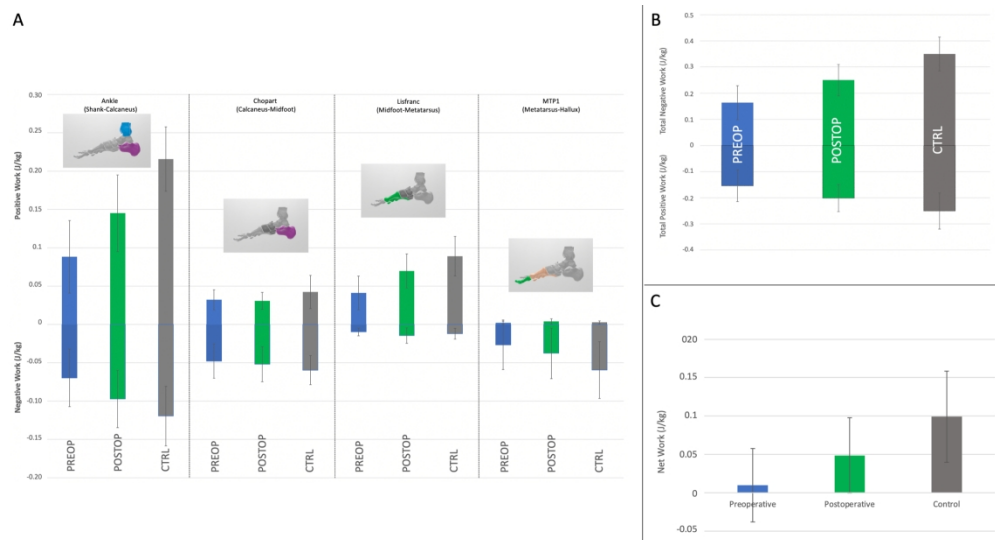 A
Ankle
(Shank-Calcaneus)
Chopart
(Calcaneus-Midfoot)
Lisfranc
(Midfoot-Metatarsus)
MTP1
(Metatarsus-Hallux)
Positive Work (J/kg)
Negative Work (J/kg)
0.30
0.25
0.20
0.15
0.1
0.05
0
-0.05
-0.10
-0.15
-0.20
PREOP
POSTOP
CTRL
PREOP
POSTOP
CTRL
PREOP
POSTOP
CTRL
PREOP
POSTOP
CTRL
B
Total Negative Work (J/kg)
Total Positive Work (J/kg)
0.5
0.4
0.3
0.2
0.1
0
-0.1
-0.2
-0.3
-0.4
PREOP
POSTOP
CTRL
C
Net Work (J/kg)
020
0.15
0.1
0.05
0
-0.05
Preoperative
Postoperative
Control